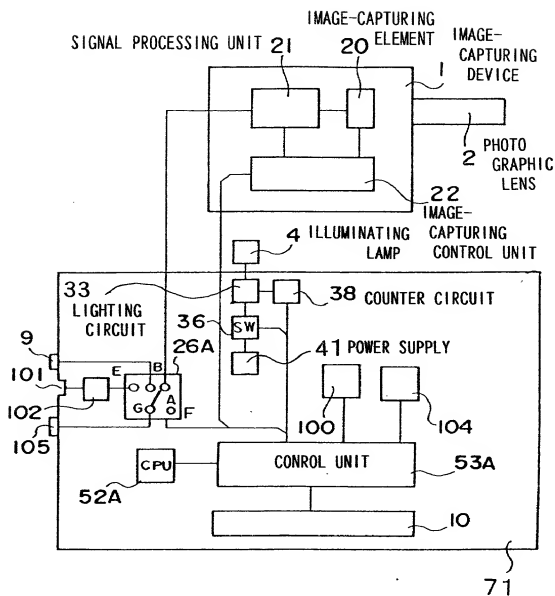 IMAGE-CAPTURING
ELEMENT
SIGNAL PROCESSING UNIT
21
20
IMAGE-
CAPTURING
DEVICE
1
2
PHOTO
GRAPHIC
LENS
22
IMAGE-
CAPTURING
CONTROL UNIT
4
ILLUMINATING
LAMP
33
LIGHTING
CIRCUIT
38
COUNTER CIRCUIT
36
SW
9
26A
41
POWER SUPPLY
101
E
B
102
A
G
F
105
100
104
CPU
CONROL UNIT
52A
53A
10
71